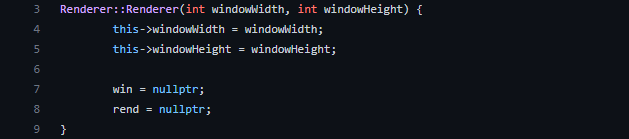 3 Renderer::Renderer(int windowWidth, int windowHeight) {
4 this->windowWidth = windowWidth;
5 this->windowHeight = windowHeight;
6
7 win = nullptr;
8 rend = nullptr;
9 }